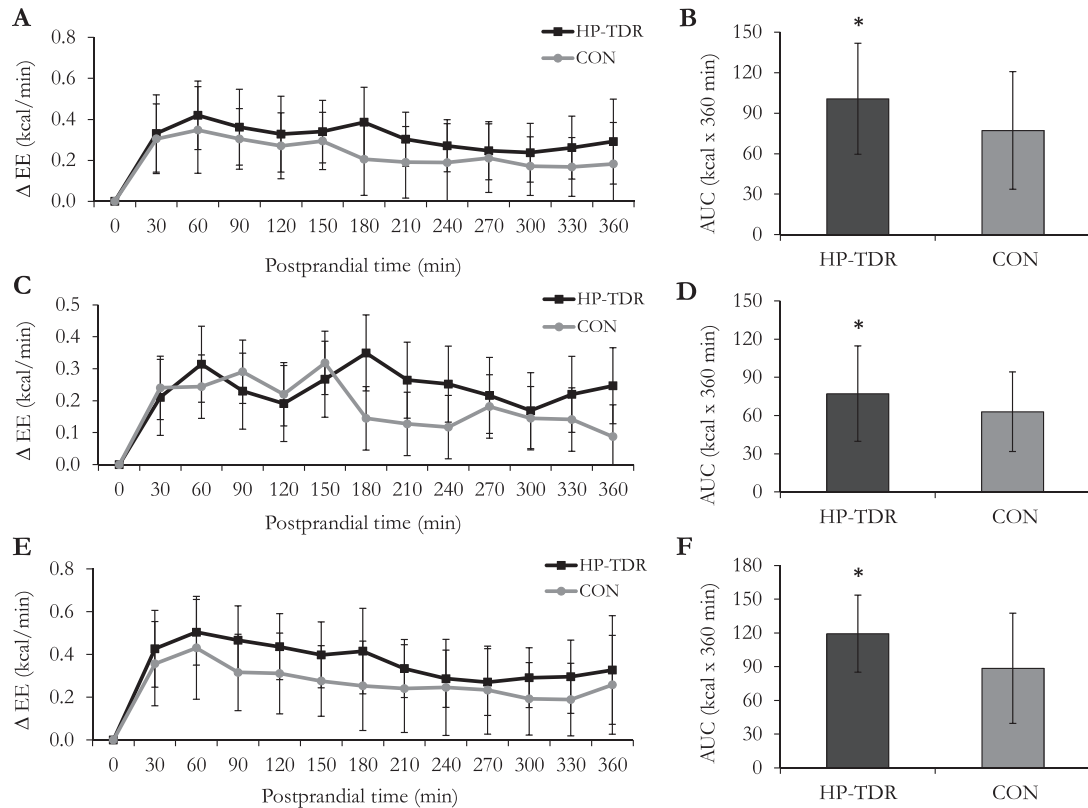 A
0.8
0.6
0.4
0.2
0.0
Δ EE (kcal/min)
HP-TDR
CON
0 30 60 90 120 150 180 210 240 270 300 330 360
Postprandial time (min)
B
*
150
120
90
60
30
0
AUC (kcal x 360 min)
HP-TDR CON
C
0.5
0.4
0.3
0.2
0.1
0.0
Δ EE (kcal/min)
HP-TDR
CON
0 30 60 90 120 150 180 210 240 270 300 330 360
Postprandial time (min)
D
*
150
120
90
60
30
0
AUC (kcal x 360 min)
HP-TDR CON
E
0.8
0.6
0.4
0.2
0.0
Δ EE (kcal/min)
HP-TDR
CON
0 30 60 90 120 150 180 210 240 270 300 330 360
Postprandial time (min)
F
*
180
150
120
90
60
30
0
AUC (kcal x 360 min)
HP-TDR CON